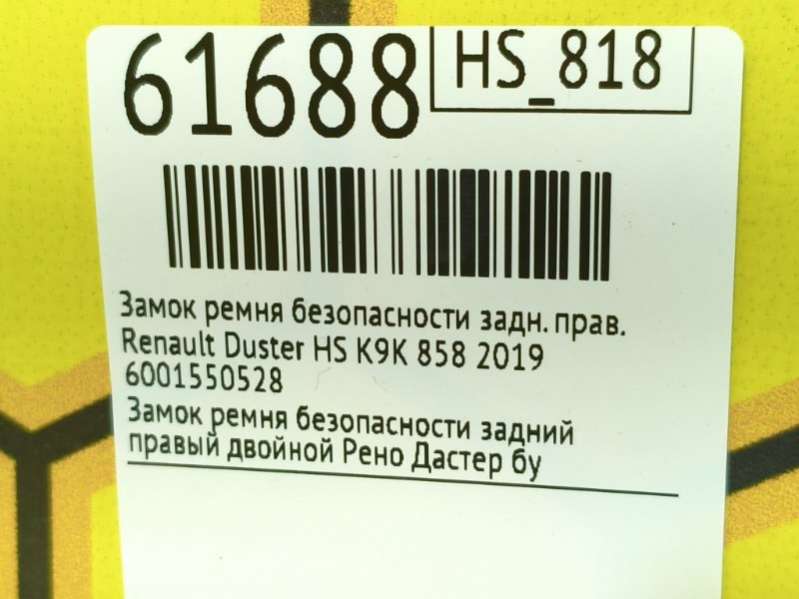 61688
HS_818
Замок ремня безопасности задн. прав.
Renault Duster HS K9K 858 2019
6001550528
Замок ремня безопасности задний
правый двойной Рено Дастер бу